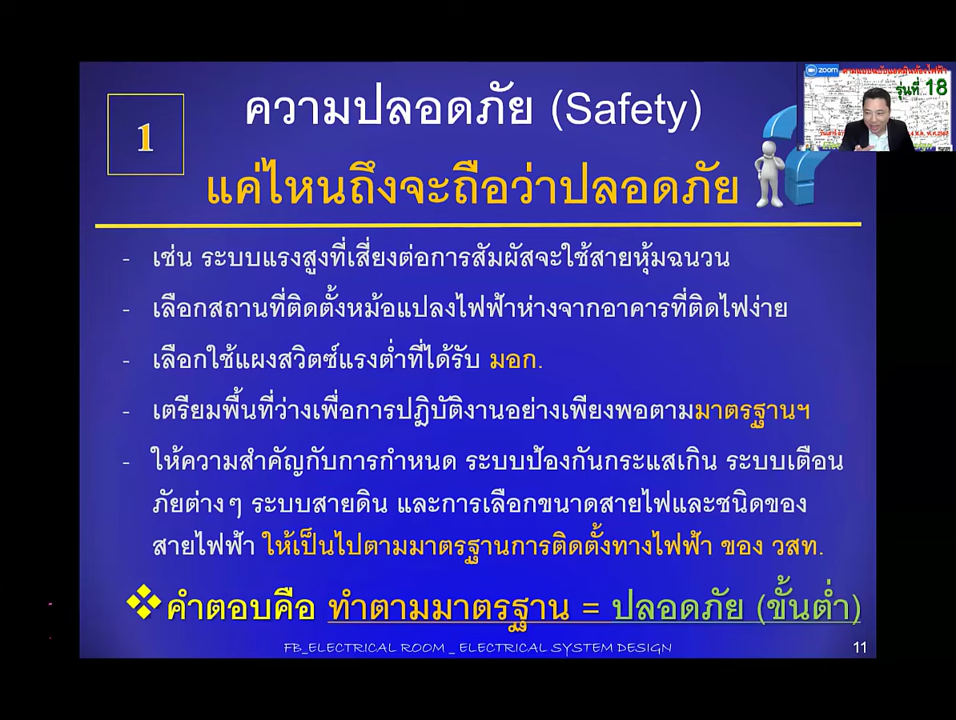 1
ความปลอดภัย (Safety)
แค่ไหนถึงจะถือว่าปลอดภัย
zoom
รุ่นที่ 18
- เช่น ระบบแรงสูงที่เสี่ยงต่อการสัมผัสจะใช้สายหุ้มฉนวน
- เลือกสถานที่ติดตั้งหม้อแปลงไฟฟ้าห่างจากอาคารที่ติดไฟง่าย
- เลือกใช้แผงสวิตซ์แรงต่ำที่ได้รับ มอก.
- เตรียมพื้นที่ว่างเพื่อการปฎิบัติงานอย่างเพียงพอตามมาตรฐานฯ
- ให้ความสำคัญกับการกำหนด ระบบป้องกันกระแสเกิน ระบบเตือน
ภัยต่างๆ ระบบสายดิน และการเลือกขนาดสายไฟและชนิดของ
สายไฟฟ้า ให้เป็นไปตามมาตรฐานการติดตั้งทางไฟฟ้า ของ วสท.
❖คำตอบคือ ทำตามมาตรฐาน = ปลอดภัย (ขั้นต่ำ)
FB_ELECTRICAL ROOM _ ELECTRICAL SYSTEM DESIGN
11